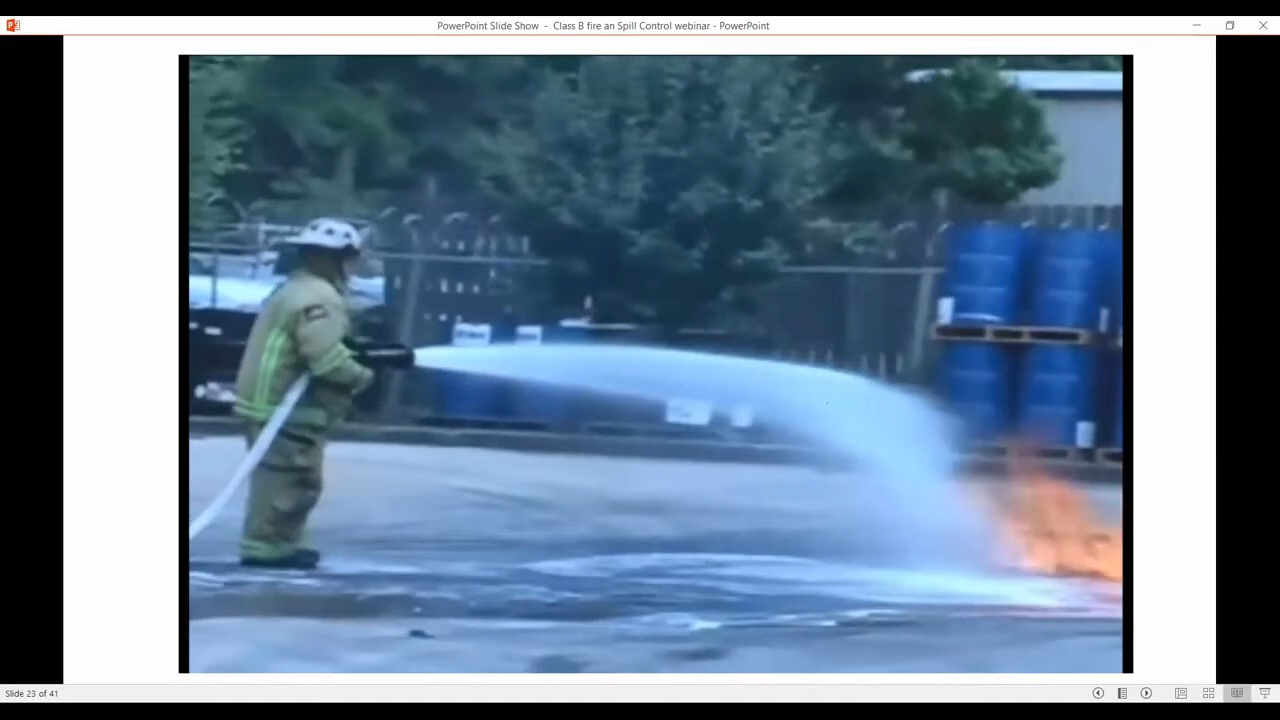 PowerPoint Slide Show - Class B fire an Spill Control webinar - PowerPoint
Slide 23 of 41